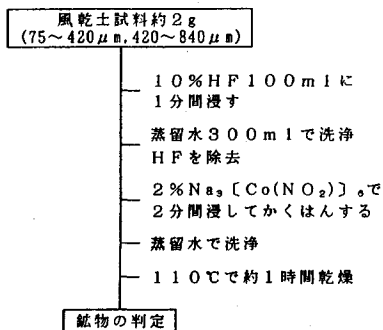 風乾土試料約2g
(75~420μm,420~840μm)
10%HF100mlに
1分間浸す
蒸留水300mlで洗浄
HFを除去
2%Na₃〔Co(NO₂)〕₆で
2分間浸してかくはんする
蒸留水で洗浄
110℃で約1時間乾燥
鉱物の判定